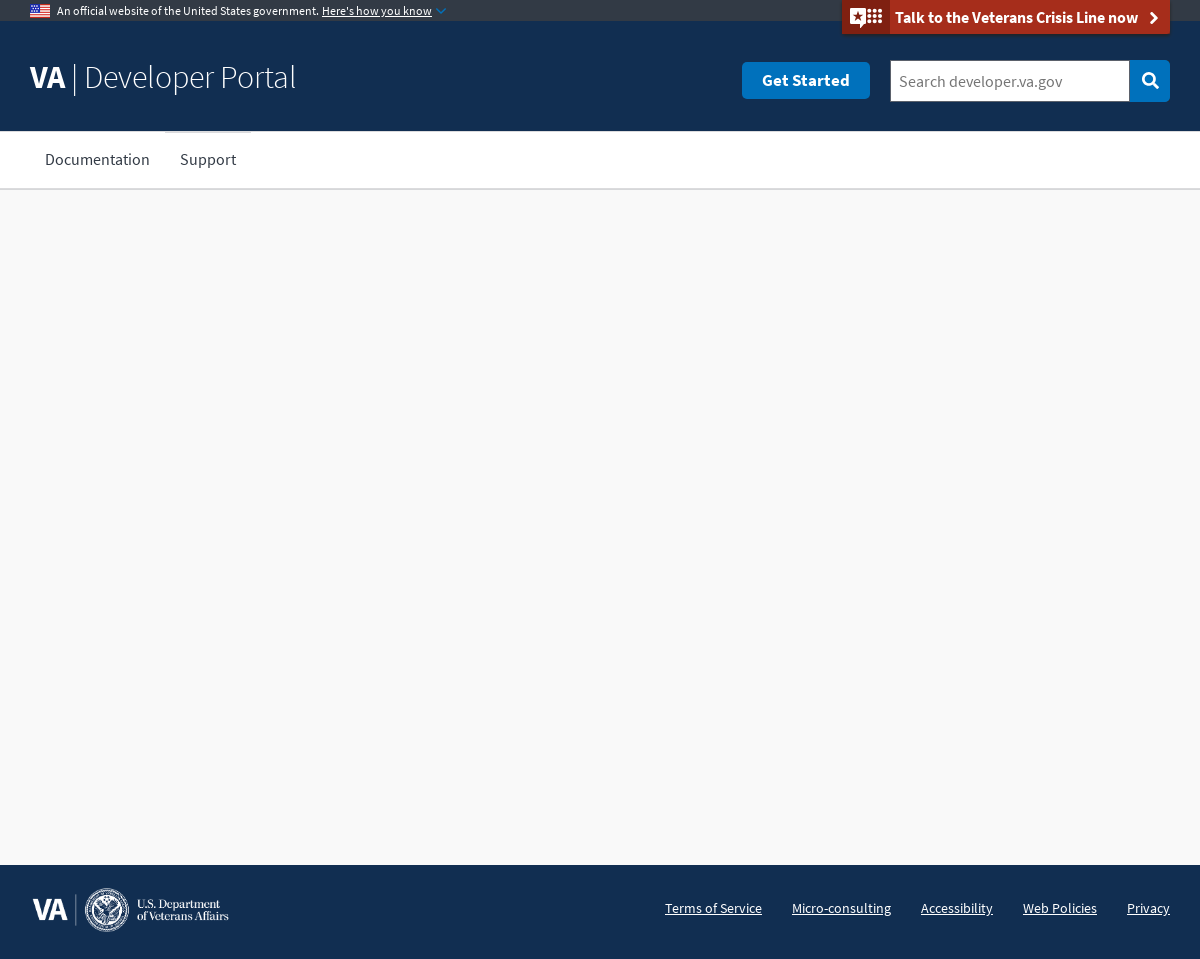 An official website of the United States government. Here's how you know
Talk to the Veterans Crisis Line now
VA | Developer Portal
Get Started
Search developer.va.gov
Documentation
Support
VA
U.S. Department
of Veterans Affairs
Terms of Service
Micro-consulting
Accessibility
Web Policies
Privacy